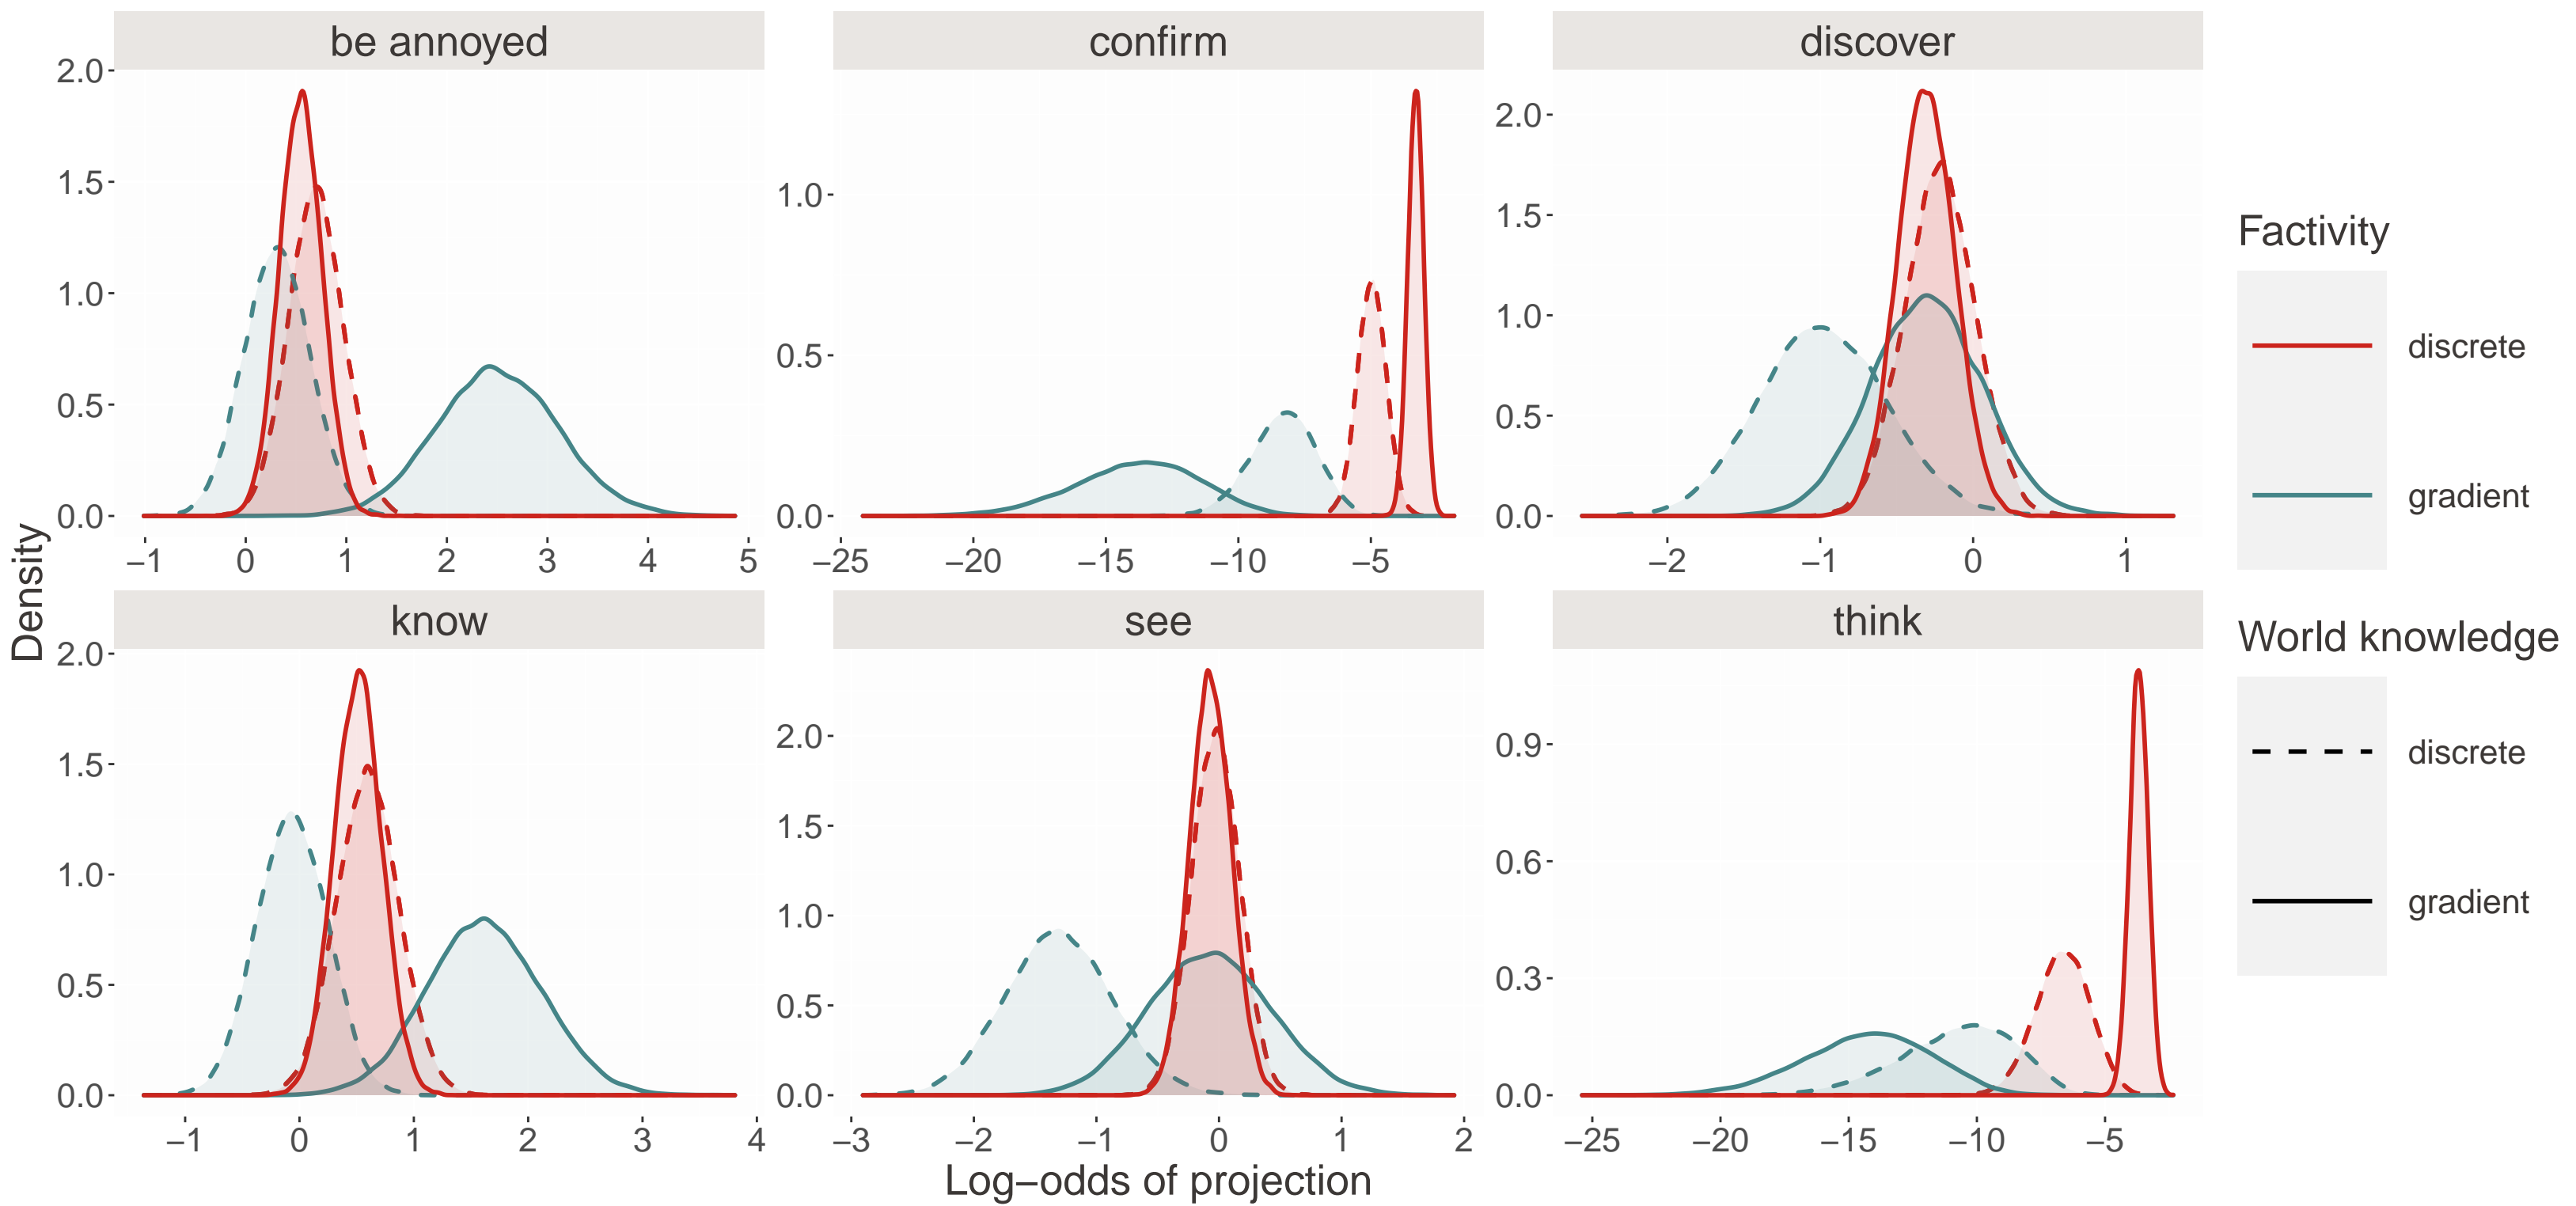 be annoyed
confirm
discover
2.0
1.5
1.0
0.5
0.0
−1 0 1 2 3 4 5
1.0
0.5
0.0
−25 −20 −15 −10 −5
2.0
1.5
1.0
0.5
0.0
−2 −1 0 1
know
see
think
2.0
1.5
1.0
0.5
0.0
−1 0 1 2 3 4
2.0
1.5
1.0
0.5
0.0
−3 −2 −1 0 1 2
0.9
0.6
0.3
0.0
−25 −20 −15 −10 −5
Density
Log−odds of projection
Factivity
discrete
gradient
World knowledge
discrete
gradient